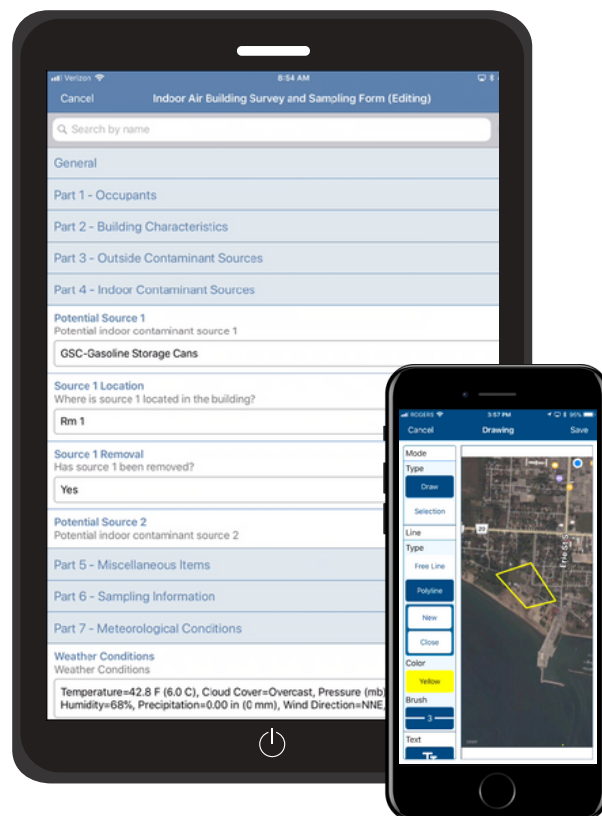 Verizon
8:54 AM
Cancel
Indoor Air Building Survey and Sampling Form (Editing)
Search by name
General
Part 1 - Occupants
Part 2 - Building Characteristics
Part 3 - Outside Contaminant Sources
Part 4 - Indoor Contaminant Sources
Potential Source 1
Potential indoor contaminant source 1
GSC-Gasoline Storage Cans
Source 1 Location
Where is source 1 located in the building?
Rm 1
Source 1 Removal
Has source 1 been removed?
Yes
Potential Source 2
Potential indoor contaminant source 2
Part 5 - Miscellaneous Items
Part 6 - Sampling Information
Part 7 - Meteorological Conditions
Weather Conditions
Weather Conditions
Temperature=42.8 F (6.0 C), Cloud Cover=Overcast, Pressure (mb)
Humidity=68%, Precipitation=0.00 in (0 mm), Wind Direction=NNE,
ROGERS
3:57 PM
96%
Cancel
Drawing
Save
Mode
Type
Draw
Selection
Line
Type
Free Line
Polyline
New
Close
Color
Yellow
Brush
3
Text
Tт
20
Erie St S